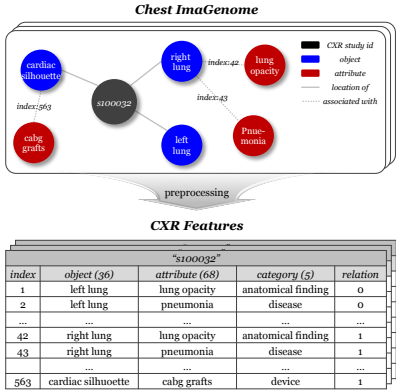 Chest ImaGenome
cardiac
silhouette
right
lung
index:42
lung
opacity
CXR study id
object
attribute
location of
associated with
index:563
s100032
index:43
cabg
grafts
left
lung
Pnue-
monia
preprocessing
CXR Features
"s100032"
index object (36) attribute (68) category (5) relation
1 left lung lung opacity anatomical finding 0
2 left lung pneumonia disease 0
... ... ... ...
42 right lung lung opacity anatomical finding 1
43 right lung pneumonia disease 1
... ... ...
563 cardiac silhuoette cabg grafts device 1